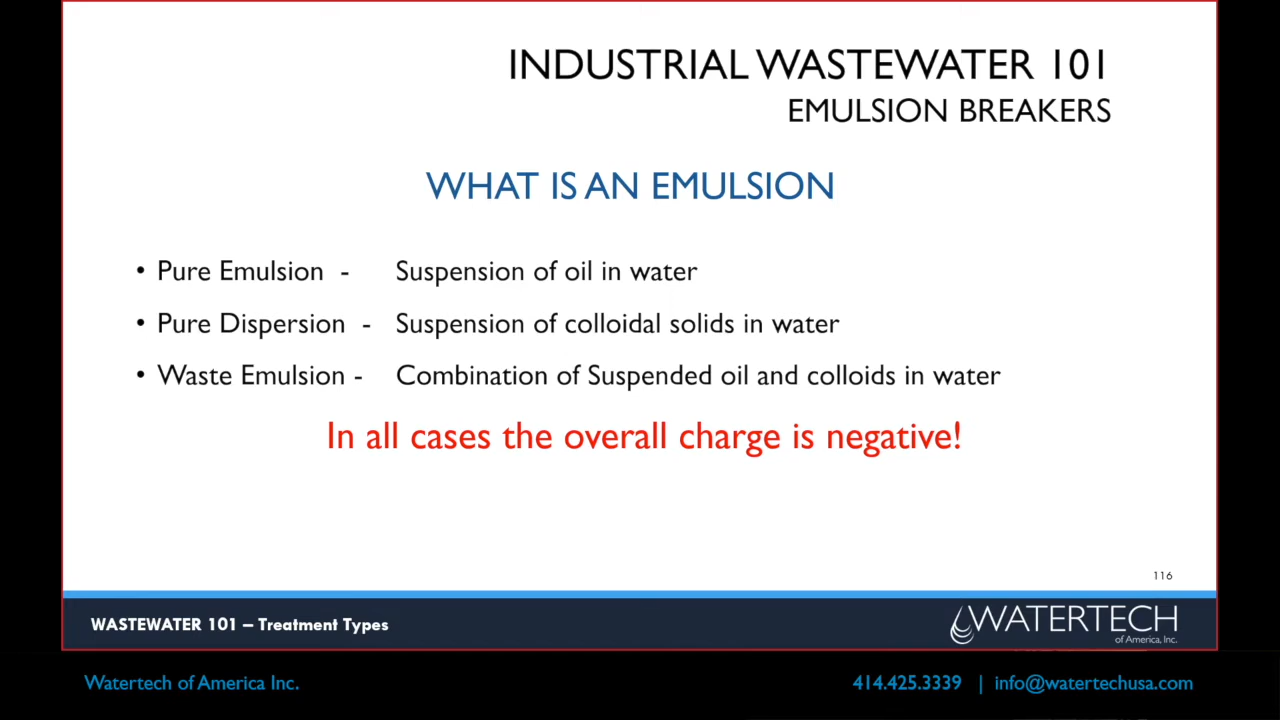 INDUSTRIAL WASTEWATER 101
EMULSION BREAKERS
WHAT IS AN EMULSION
• Pure Emulsion - Suspension of oil in water
• Pure Dispersion - Suspension of colloidal solids in water
• Waste Emulsion - Combination of Suspended oil and colloids in water
In all cases the overall charge is negative!
116
WASTEWATER 101 – Treatment Types
WATERTECH
of America, Inc.
Watertech of America Inc.
414.425.3339 | info@watertechusa.com